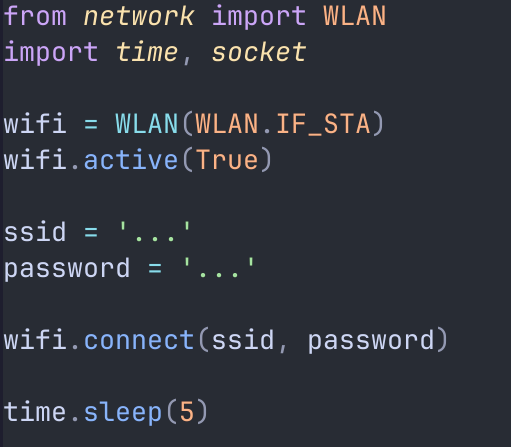 from network import WLAN
import time, socket
wifi = WLAN(WLAN.IF_STA)
wifi.active(True)
ssid = '...'
password = '...'
wifi.connect(ssid, password)
time.sleep(5)